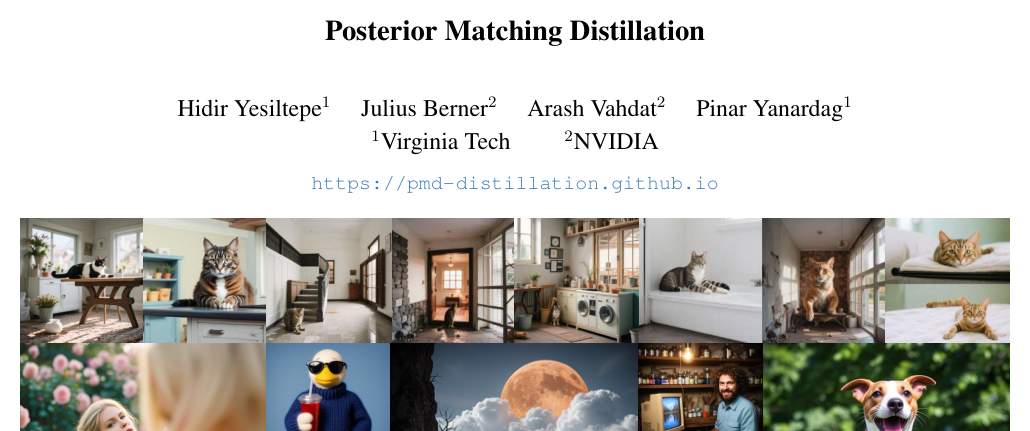 Posterior Matching Distillation
Hidir Yesiltepe¹ Julius Berner² Arash Vahdat² Pinar Yanardag¹
¹Virginia Tech ²NVIDIA
https://pmd-distillation.github.io